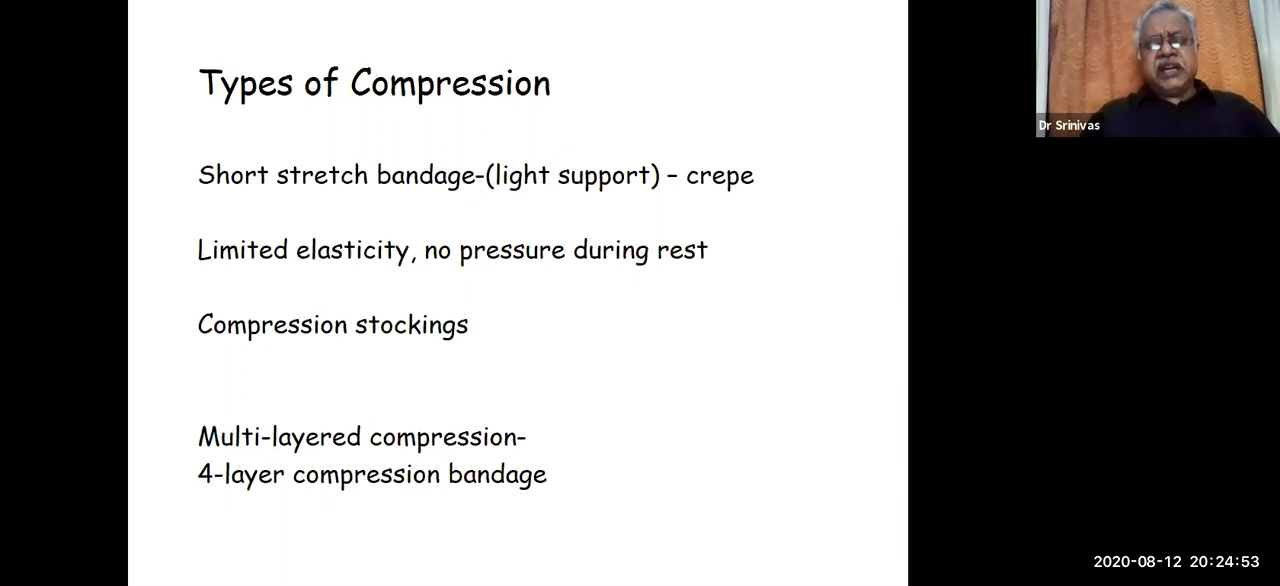 Types of Compression
Short stretch bandage-(light support) – crepe
Limited elasticity, no pressure during rest
Compression stockings
Multi-layered compression-
4-layer compression bandage
Dr Srinivas
2020-08-12 20:24:53